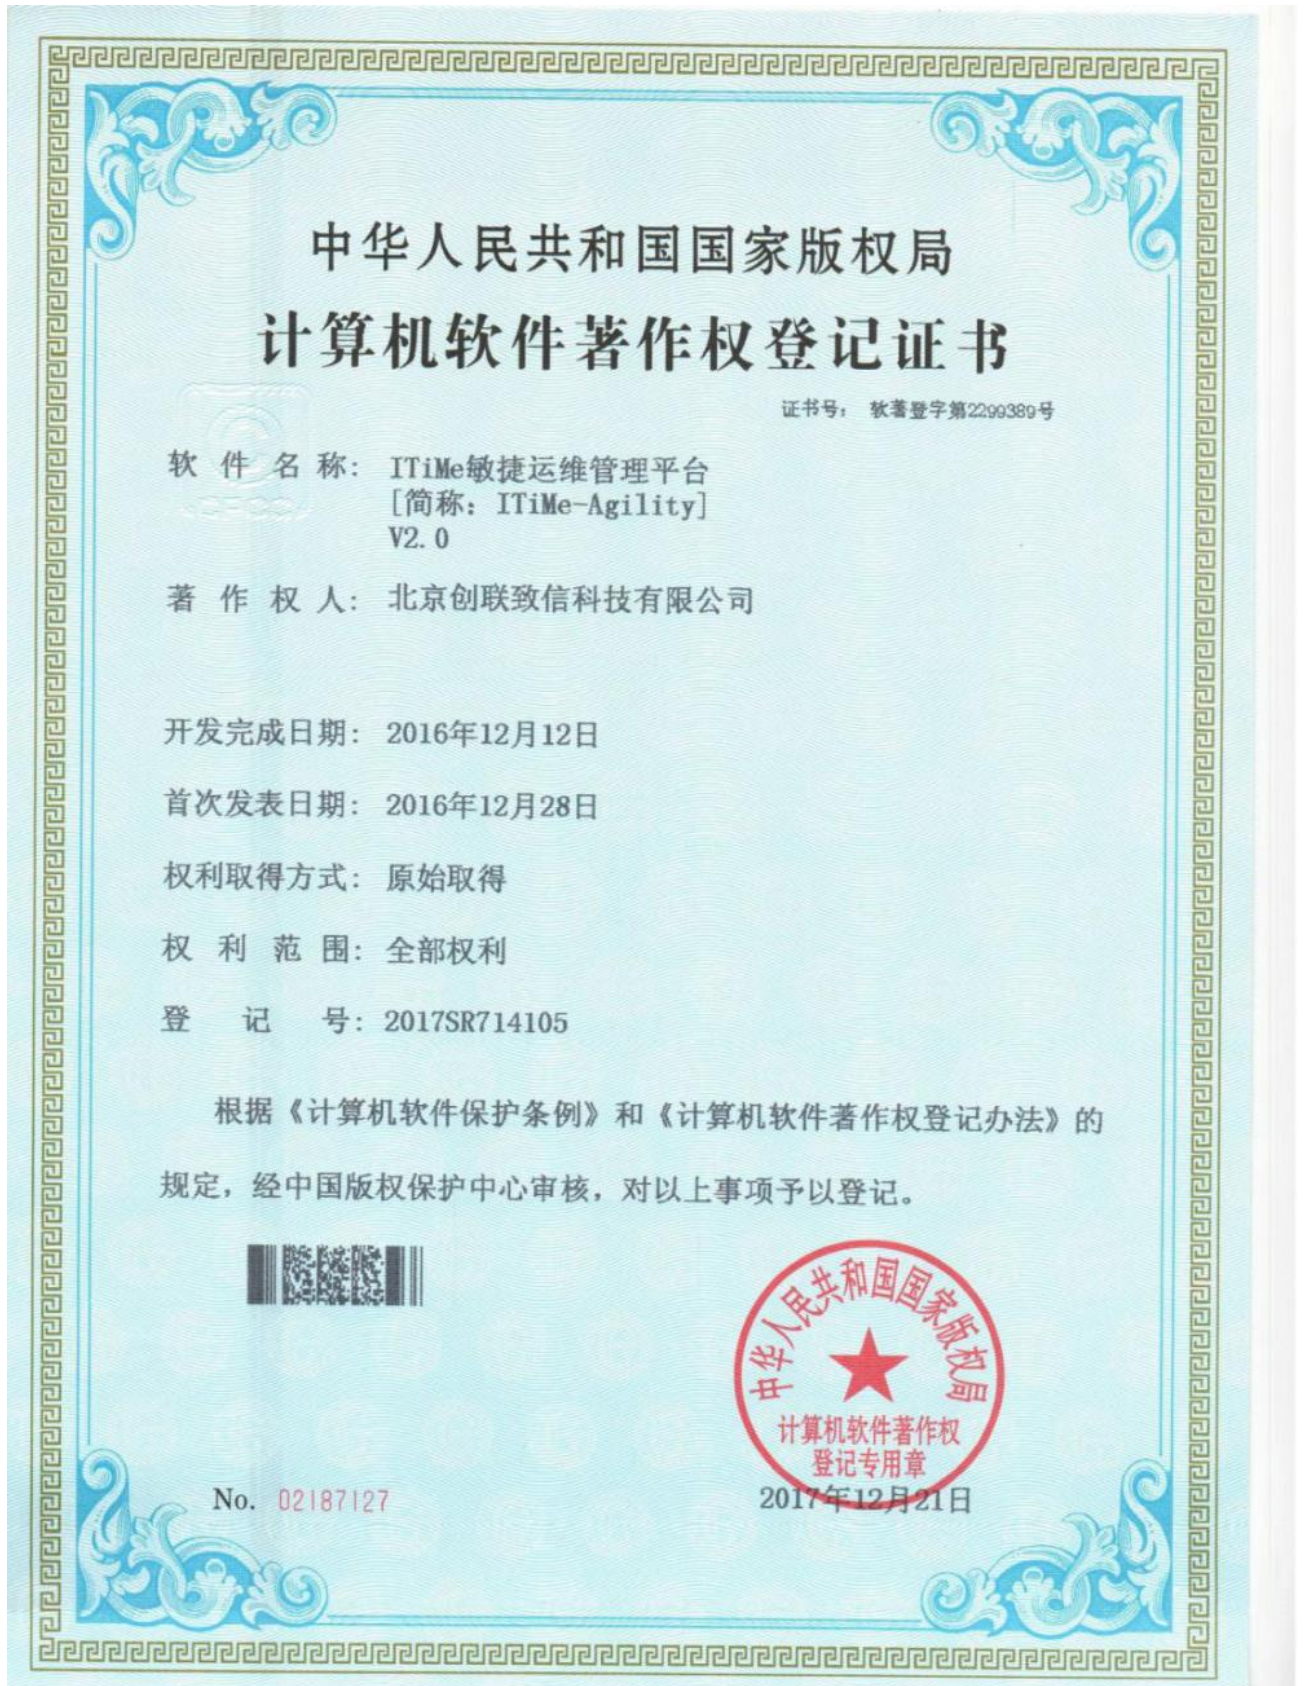 中华人民共和国国家版权局
计算机软件著作权登记证书
证书号： 软著登字第2299389号
软件名称： ITiMe敏捷运维管理平台
[简称：ITiMe-Agility]
V2.0
著作权人： 北京创联致信科技有限公司
开发完成日期： 2016年12月12日
首次发表日期： 2016年12月28日
权利取得方式： 原始取得
权利范围： 全部权利
登记号： 2017SR714105
根据《计算机软件保护条例》和《计算机软件著作权登记办法》的
规定，经中国版权保护中心审核，对以上事项予以登记。
中华人民共和国国家版权局
计算机软件著作权
登记专用章
No. 02187127
2017年12月21日